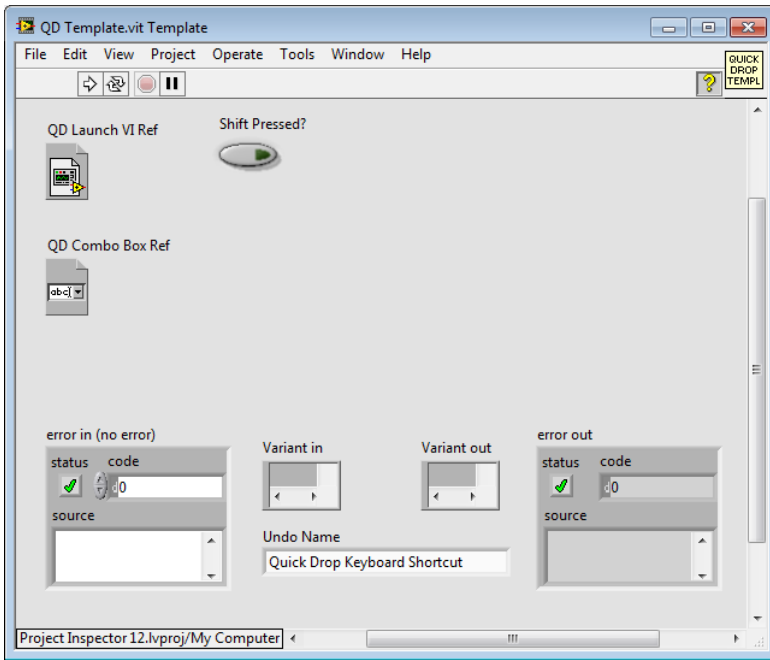 QD Template.vit Template
File Edit View Project Operate Tools Window Help
QUICK
DROP
TEMPL
QD Launch VI Ref
Shift Pressed?
QD Combo Box Ref
abc
error in (no error)
status code
d0
source
Variant in
Variant out
Undo Name
Quick Drop Keyboard Shortcut
error out
status code
d0
source
Project Inspector 12.lvproj/My Computer